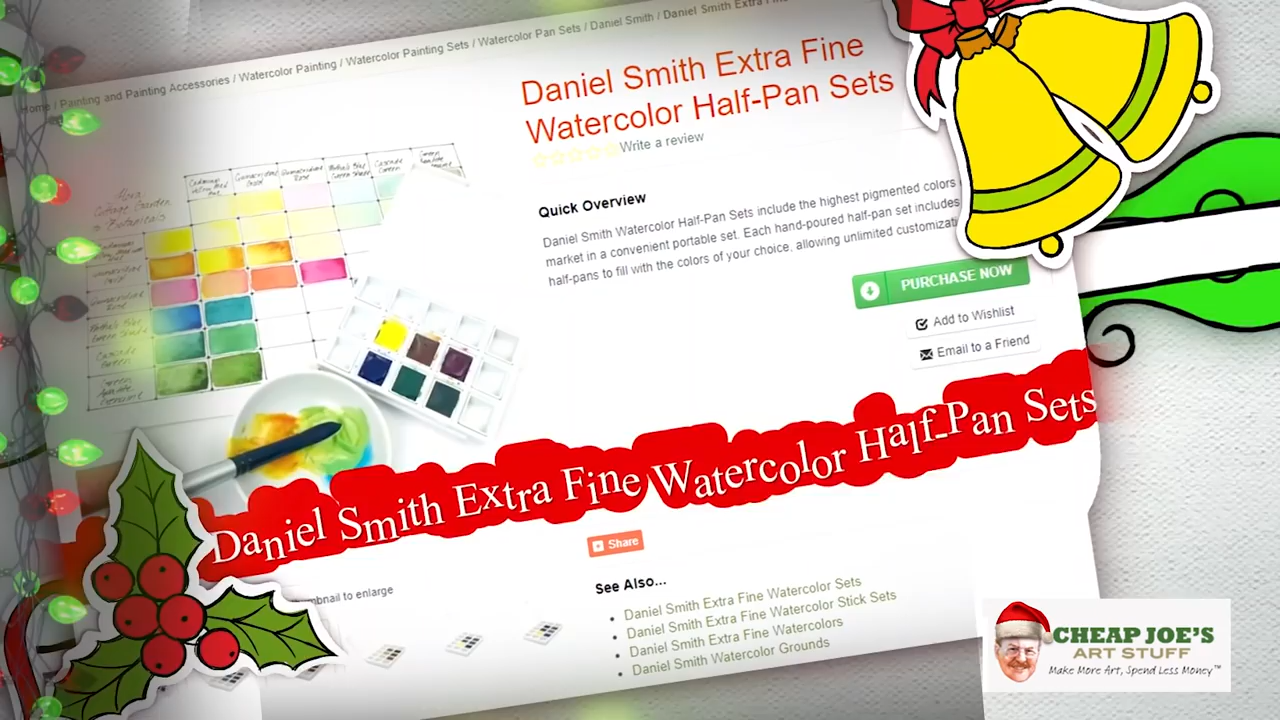 Home / Painting and Painting Accessories / Watercolor Painting / Watercolor Painting Sets / Watercolor Pan Sets / Daniel Smith / Daniel Smith Extra
Daniel Smith Extra Fine
Watercolor Half-Pan Sets
Write a review
Quick Overview
Daniel Smith Watercolor Half-Pan Sets include the highest pigmented colors
market in a convenient portable set. Each hand-poured half-pan set includes
half-pans to fill with the colors of your choice, allowing unlimited
PURCHASE NOW
Add to Wishlist
Email to a Friend
Daniel Smith Extra Fine Watercolor Half-Pan Sets
Share
to enlarge
See Also...
Daniel Smith Extra Fine Watercolor Sets
Daniel Smith Extra Fine Watercolor Stick Sets
Daniel Smith Extra Fine Watercolors
Daniel Smith Watercolor Grounds
CHEAP JOE'S
ART STUFF
Make More Art, Spend Less Money™